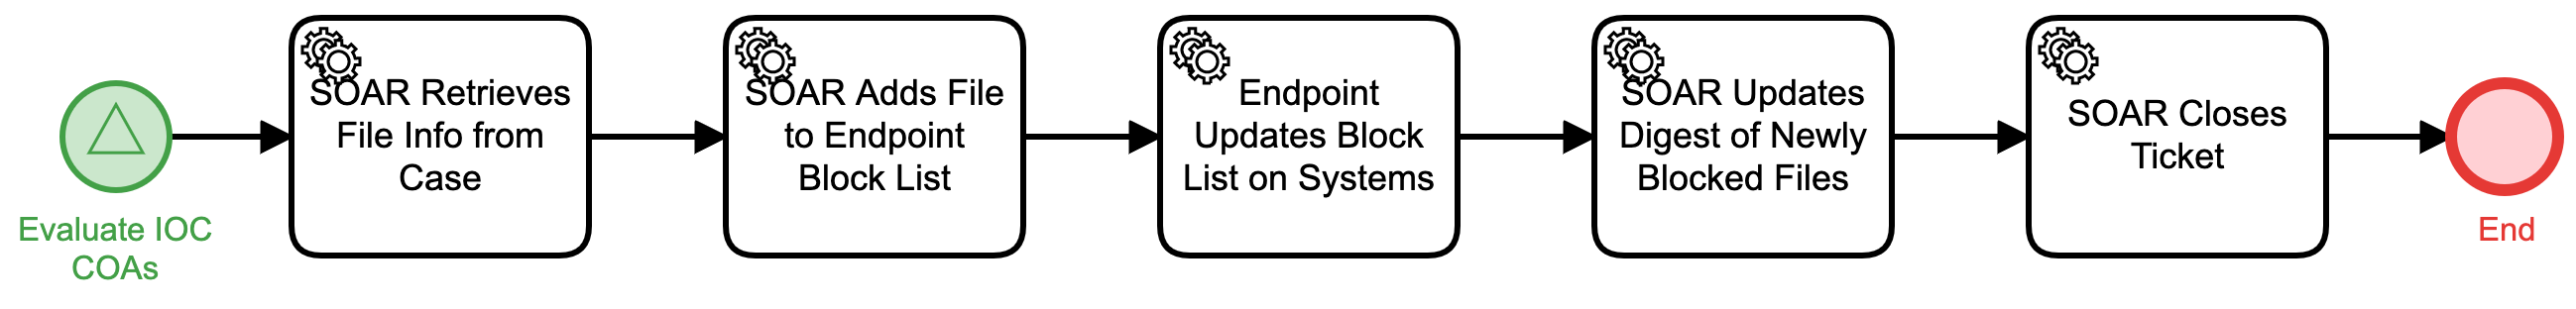 Evaluate IOC
COAs
SOAR Retrieves
File Info from
Case
SOAR Adds File
to Endpoint
Block List
Endpoint
Updates Block
List on Systems
SOAR Updates
Digest of Newly
Blocked Files
SOAR Closes
Ticket
End